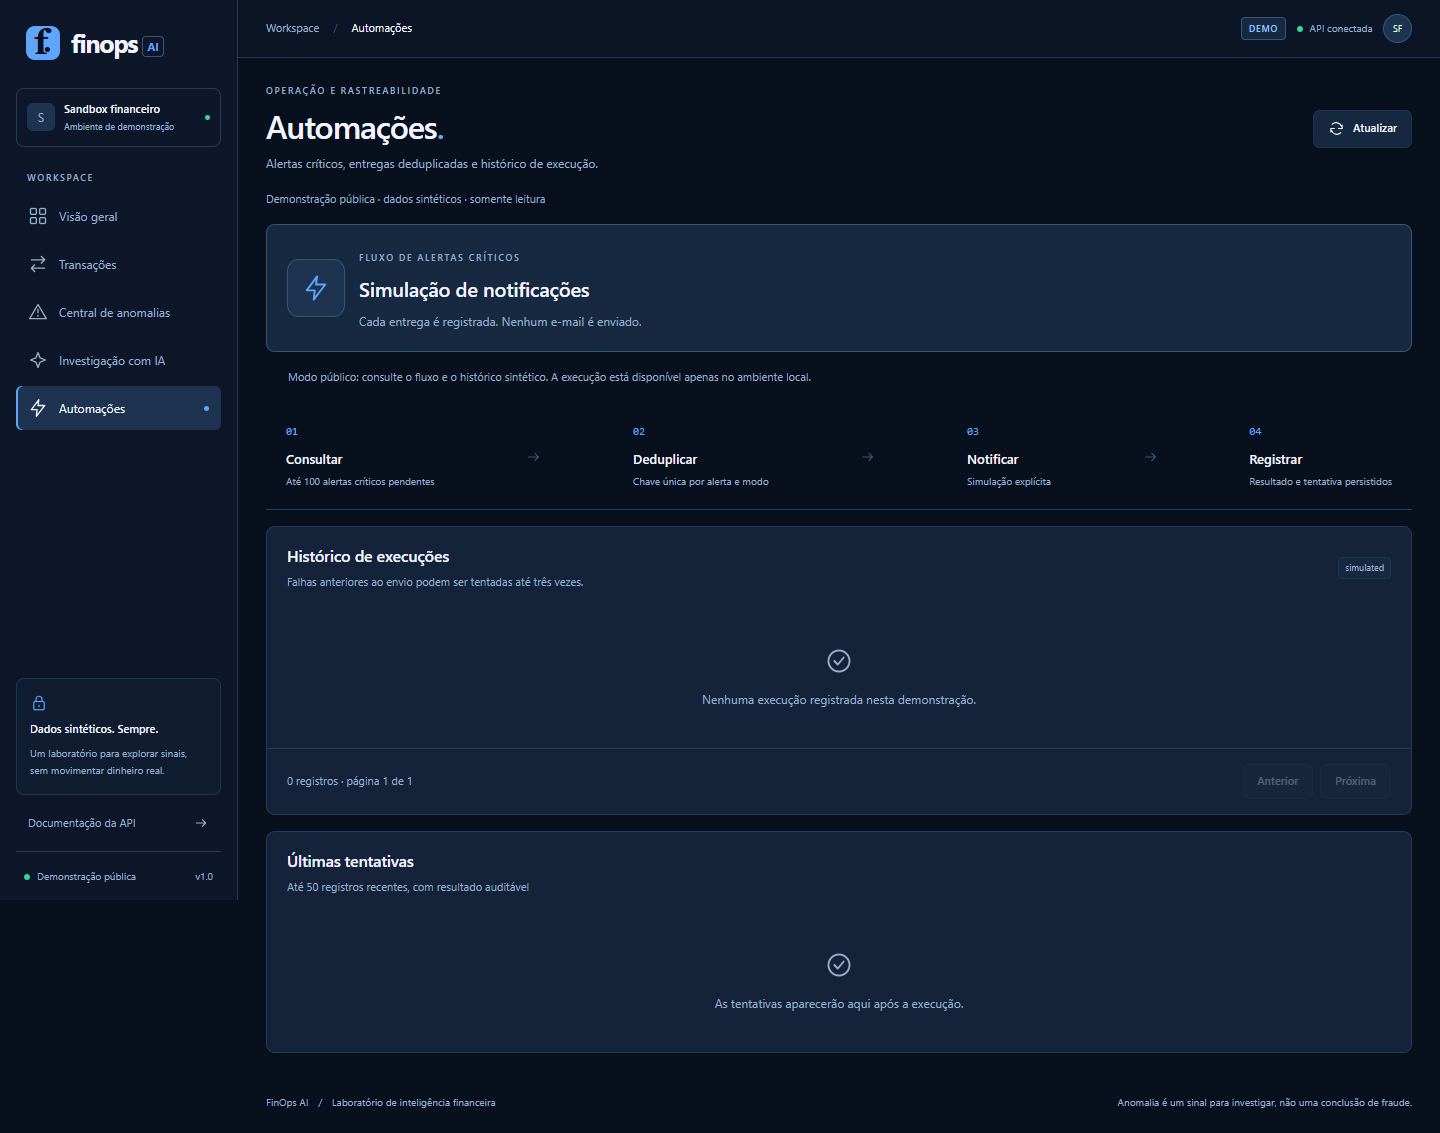 f. finops AI
Sandbox financeiro
S
Ambiente de demonstração
WORKSPACE
Visão geral
Transações
Central de anomalias
Investigação com IA
Automações
Dados sintéticos. Sempre.
Um laboratório para explorar sinais,
sem movimentar dinheiro real.
Documentação da API
Demonstração pública v1.0
Workspace / Automações
DEMO API conectada SF
OPERAÇÃO E RASTREABILIDADE
Automações.
Atualizar
Alertas críticos, entregas deduplicadas e histórico de execução.
Demonstração pública · dados sintéticos · somente leitura
FLUXO DE ALERTAS CRÍTICOS
Simulação de notificações
Cada entrega é registrada. Nenhum e-mail é enviado.
Modo público: consulte o fluxo e o histórico sintético. A execução está disponível apenas no ambiente local.
01
Consultar
Até 100 alertas críticos pendentes
02
Deduplicar
Chave única por alerta e modo
03
Notificar
Simulação explícita
04
Registrar
Resultado e tentativa persistidos
Histórico de execuções
Falhas anteriores ao envio podem ser tentadas até três vezes.
simulated
Nenhuma execução registrada nesta demonstração.
0 registros · página 1 de 1
Anterior Próxima
Últimas tentativas
Até 50 registros recentes, com resultado auditável
As tentativas aparecerão aqui após a execução.
FinOps AI / Laboratório de inteligência financeira
Anomalia é um sinal para investigar, não uma conclusão de fraude.